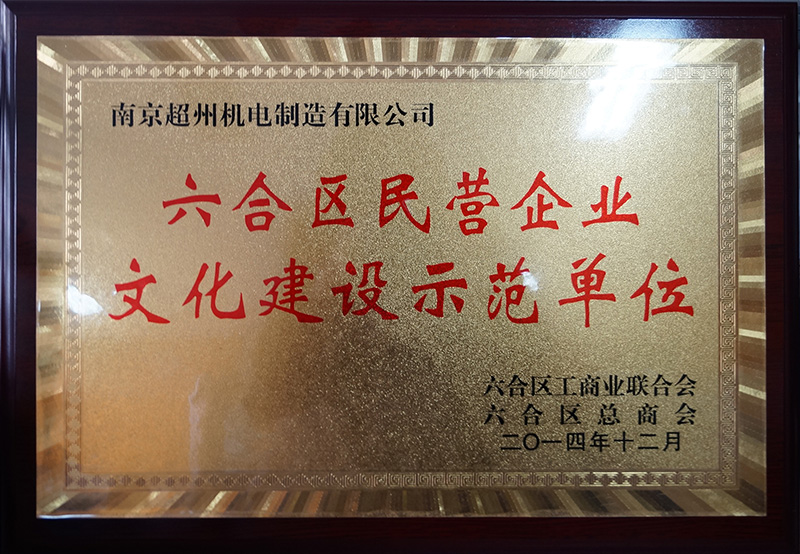 南京超州机电制造有限公司
六合区民营企业
文化建设示范单位
六合区工商业联合会
六合区总商会
二〇一四年十二月